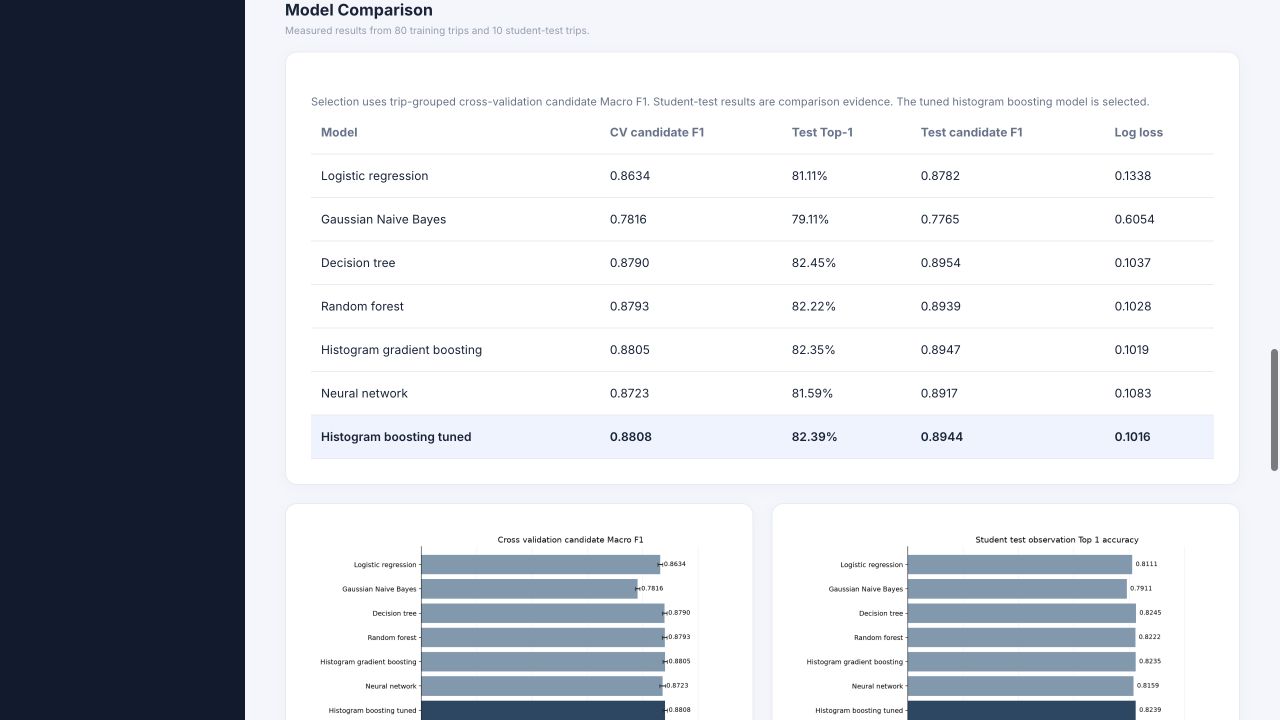 Model Comparison
Measured results from 80 training trips and 10 student-test trips.
Selection uses trip-grouped cross-validation candidate Macro F1. Student-test results are comparison evidence. The tuned histogram boosting model is selected.
Model CV candidate F1 Test Top-1 Test candidate F1 Log loss
Logistic regression 0.8634 81.11% 0.8782 0.1338
Gaussian Naive Bayes 0.7816 79.11% 0.7765 0.6054
Decision tree 0.8790 82.45% 0.8954 0.1037
Random forest 0.8793 82.22% 0.8939 0.1028
Histogram gradient boosting 0.8805 82.35% 0.8947 0.1019
Neural network 0.8723 81.59% 0.8917 0.1083
Histogram boosting tuned 0.8808 82.39% 0.8944 0.1016
Cross validation candidate Macro F1
Logistic regression 0.8634
Gaussian Naive Bayes 0.7816
Decision tree 0.8790
Random forest 0.8793
Histogram gradient boosting 0.8805
Neural network 0.8723
Histogram boosting tuned 0.8808
Student test observation Top 1 accuracy
Logistic regression 0.8111
Gaussian Naive Bayes 0.7911
Decision tree 0.8245
Random forest 0.8222
Histogram gradient boosting 0.8235
Neural network 0.8159
Histogram boosting tuned 0.8239